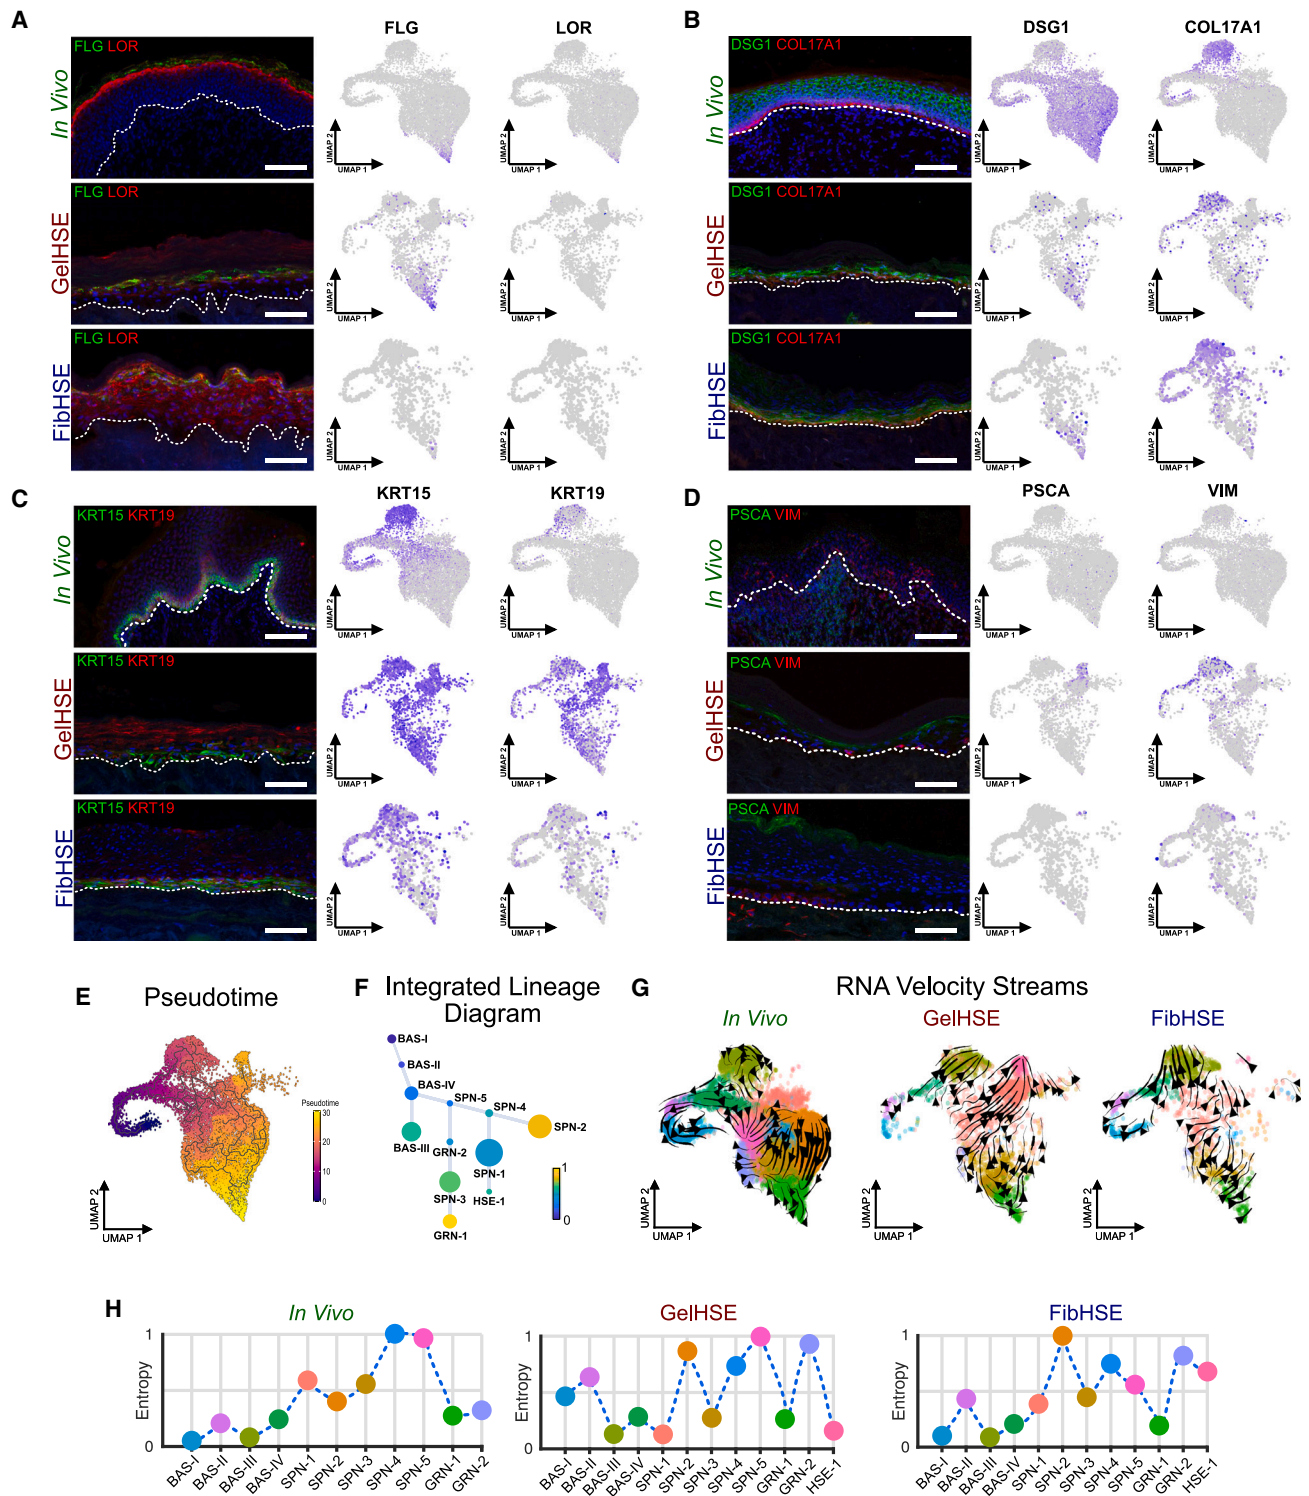 A
FLG
LOR
FLG LOR
In Vivo
UMAP 2
UMAP 1
UMAP 2
UMAP 1
FLG LOR
GelHSE
UMAP 2
UMAP 1
UMAP 2
UMAP 1
FLG LOR
FibHSE
UMAP 2
UMAP 1
UMAP 2
UMAP 1
B
DSG1
COL17A1
DSG1 COL17A1
In Vivo
UMAP 2
UMAP 1
UMAP 2
UMAP 1
DSG1 COL17A1
GelHSE
UMAP 2
UMAP 1
UMAP 2
UMAP 1
DSG1 COL17A1
FibHSE
UMAP 2
UMAP 1
UMAP 2
UMAP 1
C
KRT15
KRT19
KRT15 KRT19
In Vivo
UMAP 2
UMAP 1
UMAP 2
UMAP 1
KRT15 KRT19
GelHSE
UMAP 2
UMAP 1
UMAP 2
UMAP 1
KRT15 KRT19
FibHSE
UMAP 2
UMAP 1
UMAP 2
UMAP 1
D
PSCA
VIM
PSCA VIM
In Vivo
UMAP 2
UMAP 1
UMAP 2
UMAP 1
PSCA VIM
GelHSE
UMAP 2
UMAP 1
UMAP 2
UMAP 1
PSCA VIM
FibHSE
UMAP 2
UMAP 1
UMAP 2
UMAP 1
E
Pseudotime
Pseudotime
30
20
10
0
UMAP 2
UMAP 1
F
Integrated Lineage
Diagram
BAS-I
BAS-II
BAS-IV
SPN-5
SPN-4
SPN-2
BAS-III
GRN-2
SPN-1
SPN-3
HSE-1
GRN-1
1
0
G
RNA Velocity Streams
In Vivo
GelHSE
FibHSE
UMAP 2
UMAP 1
UMAP 2
UMAP 1
UMAP 2
UMAP 1
H
In Vivo
1
Entropy
0
BAS-I
BAS-II
BAS-III
BAS-IV
SPN-1
SPN-2
SPN-3
SPN-4
SPN-5
GRN-1
GRN-2
GelHSE
1
Entropy
0
BAS-I
BAS-II
BAS-III
BAS-IV
SPN-1
SPN-2
SPN-3
SPN-4
SPN-5
GRN-1
GRN-2
HSE-1
FibHSE
1
Entropy
0
BAS-I
BAS-II
BAS-III
BAS-IV
SPN-1
SPN-2
SPN-3
SPN-4
SPN-5
GRN-1
GRN-2
HSE-1